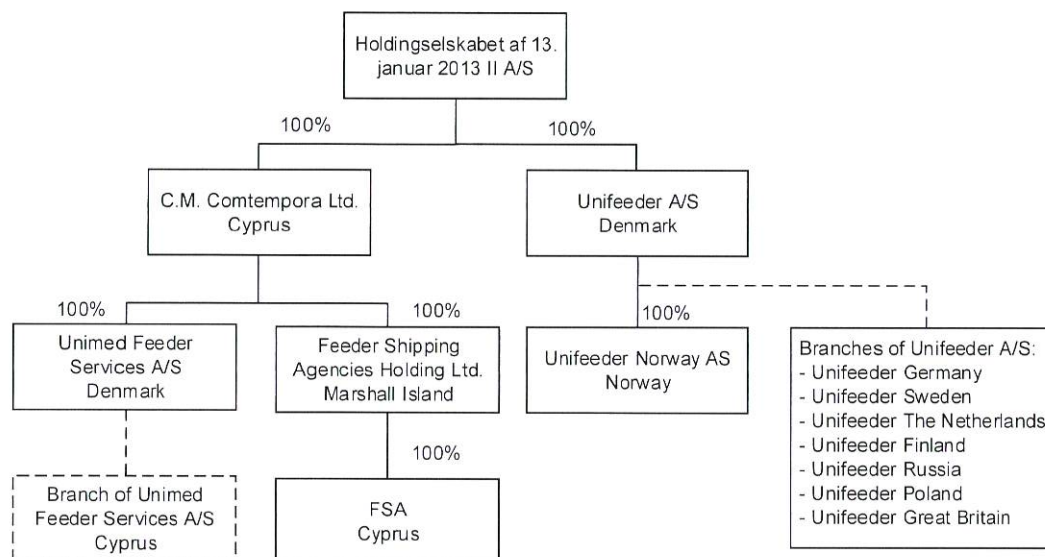 Holdingselskabet af 13.
januar 2013 II A/S
100%
100%
C.M. Comtempora Ltd.
Cyprus
Unifeeder A/S
Denmark
100%
100%
100%
Unimed Feeder
Services A/S
Denmark
Feeder Shipping
Agencies Holding Ltd.
Marshall Island
Unifeeder Norway AS
Norway
Branches of Unifeeder A/S:
- Unifeeder Germany
- Unifeeder Sweden
- Unifeeder The Netherlands
- Unifeeder Finland
- Unifeeder Russia
- Unifeeder Poland
- Unifeeder Great Britain
100%
Branch of Unimed
Feeder Services A/S
Cyprus
FSA
Cyprus